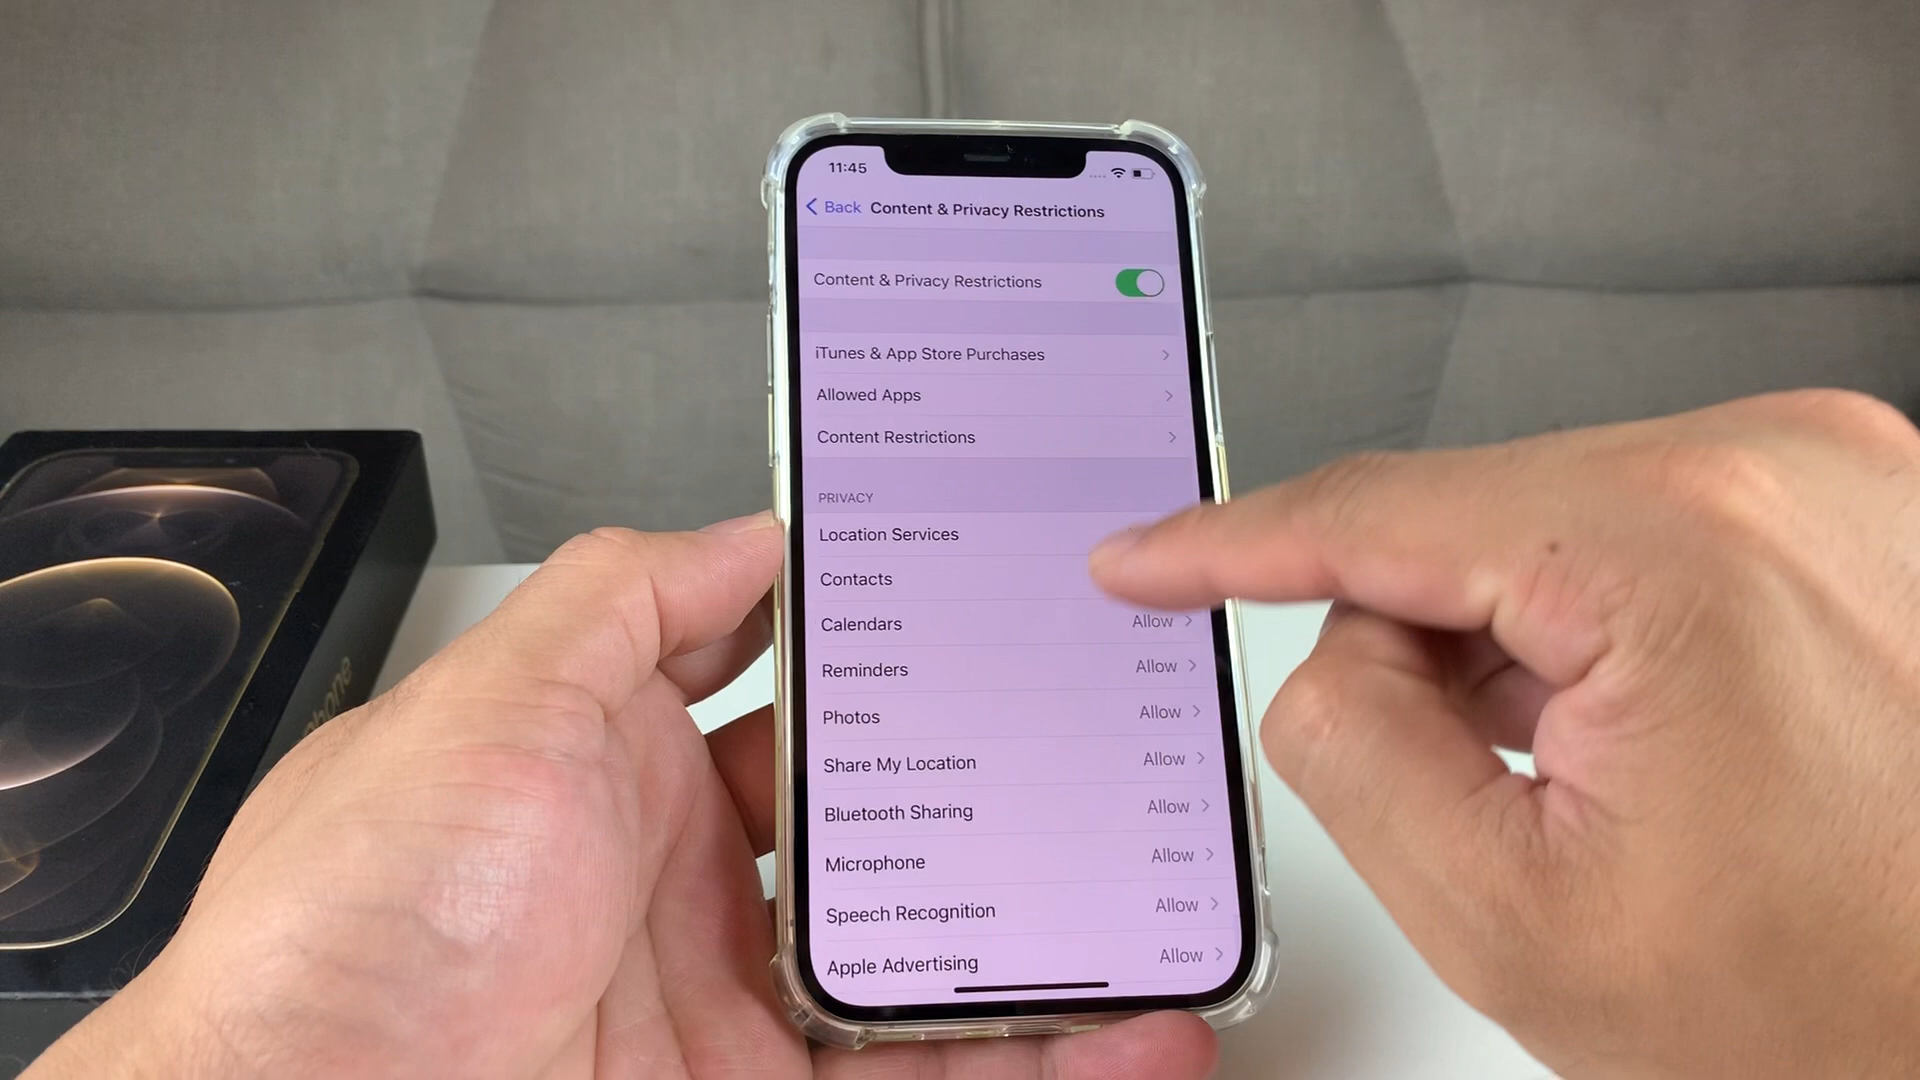 11:45
Back Content & Privacy Restrictions
Content & Privacy Restrictions
iTunes & App Store Purchases
Allowed Apps
Content Restrictions
PRIVACY
Location Services
Contacts
Calendars Allow
Reminders Allow
Photos Allow
Share My Location Allow
Bluetooth Sharing Allow
Microphone Allow
Speech Recognition Allow
Apple Advertising Allow